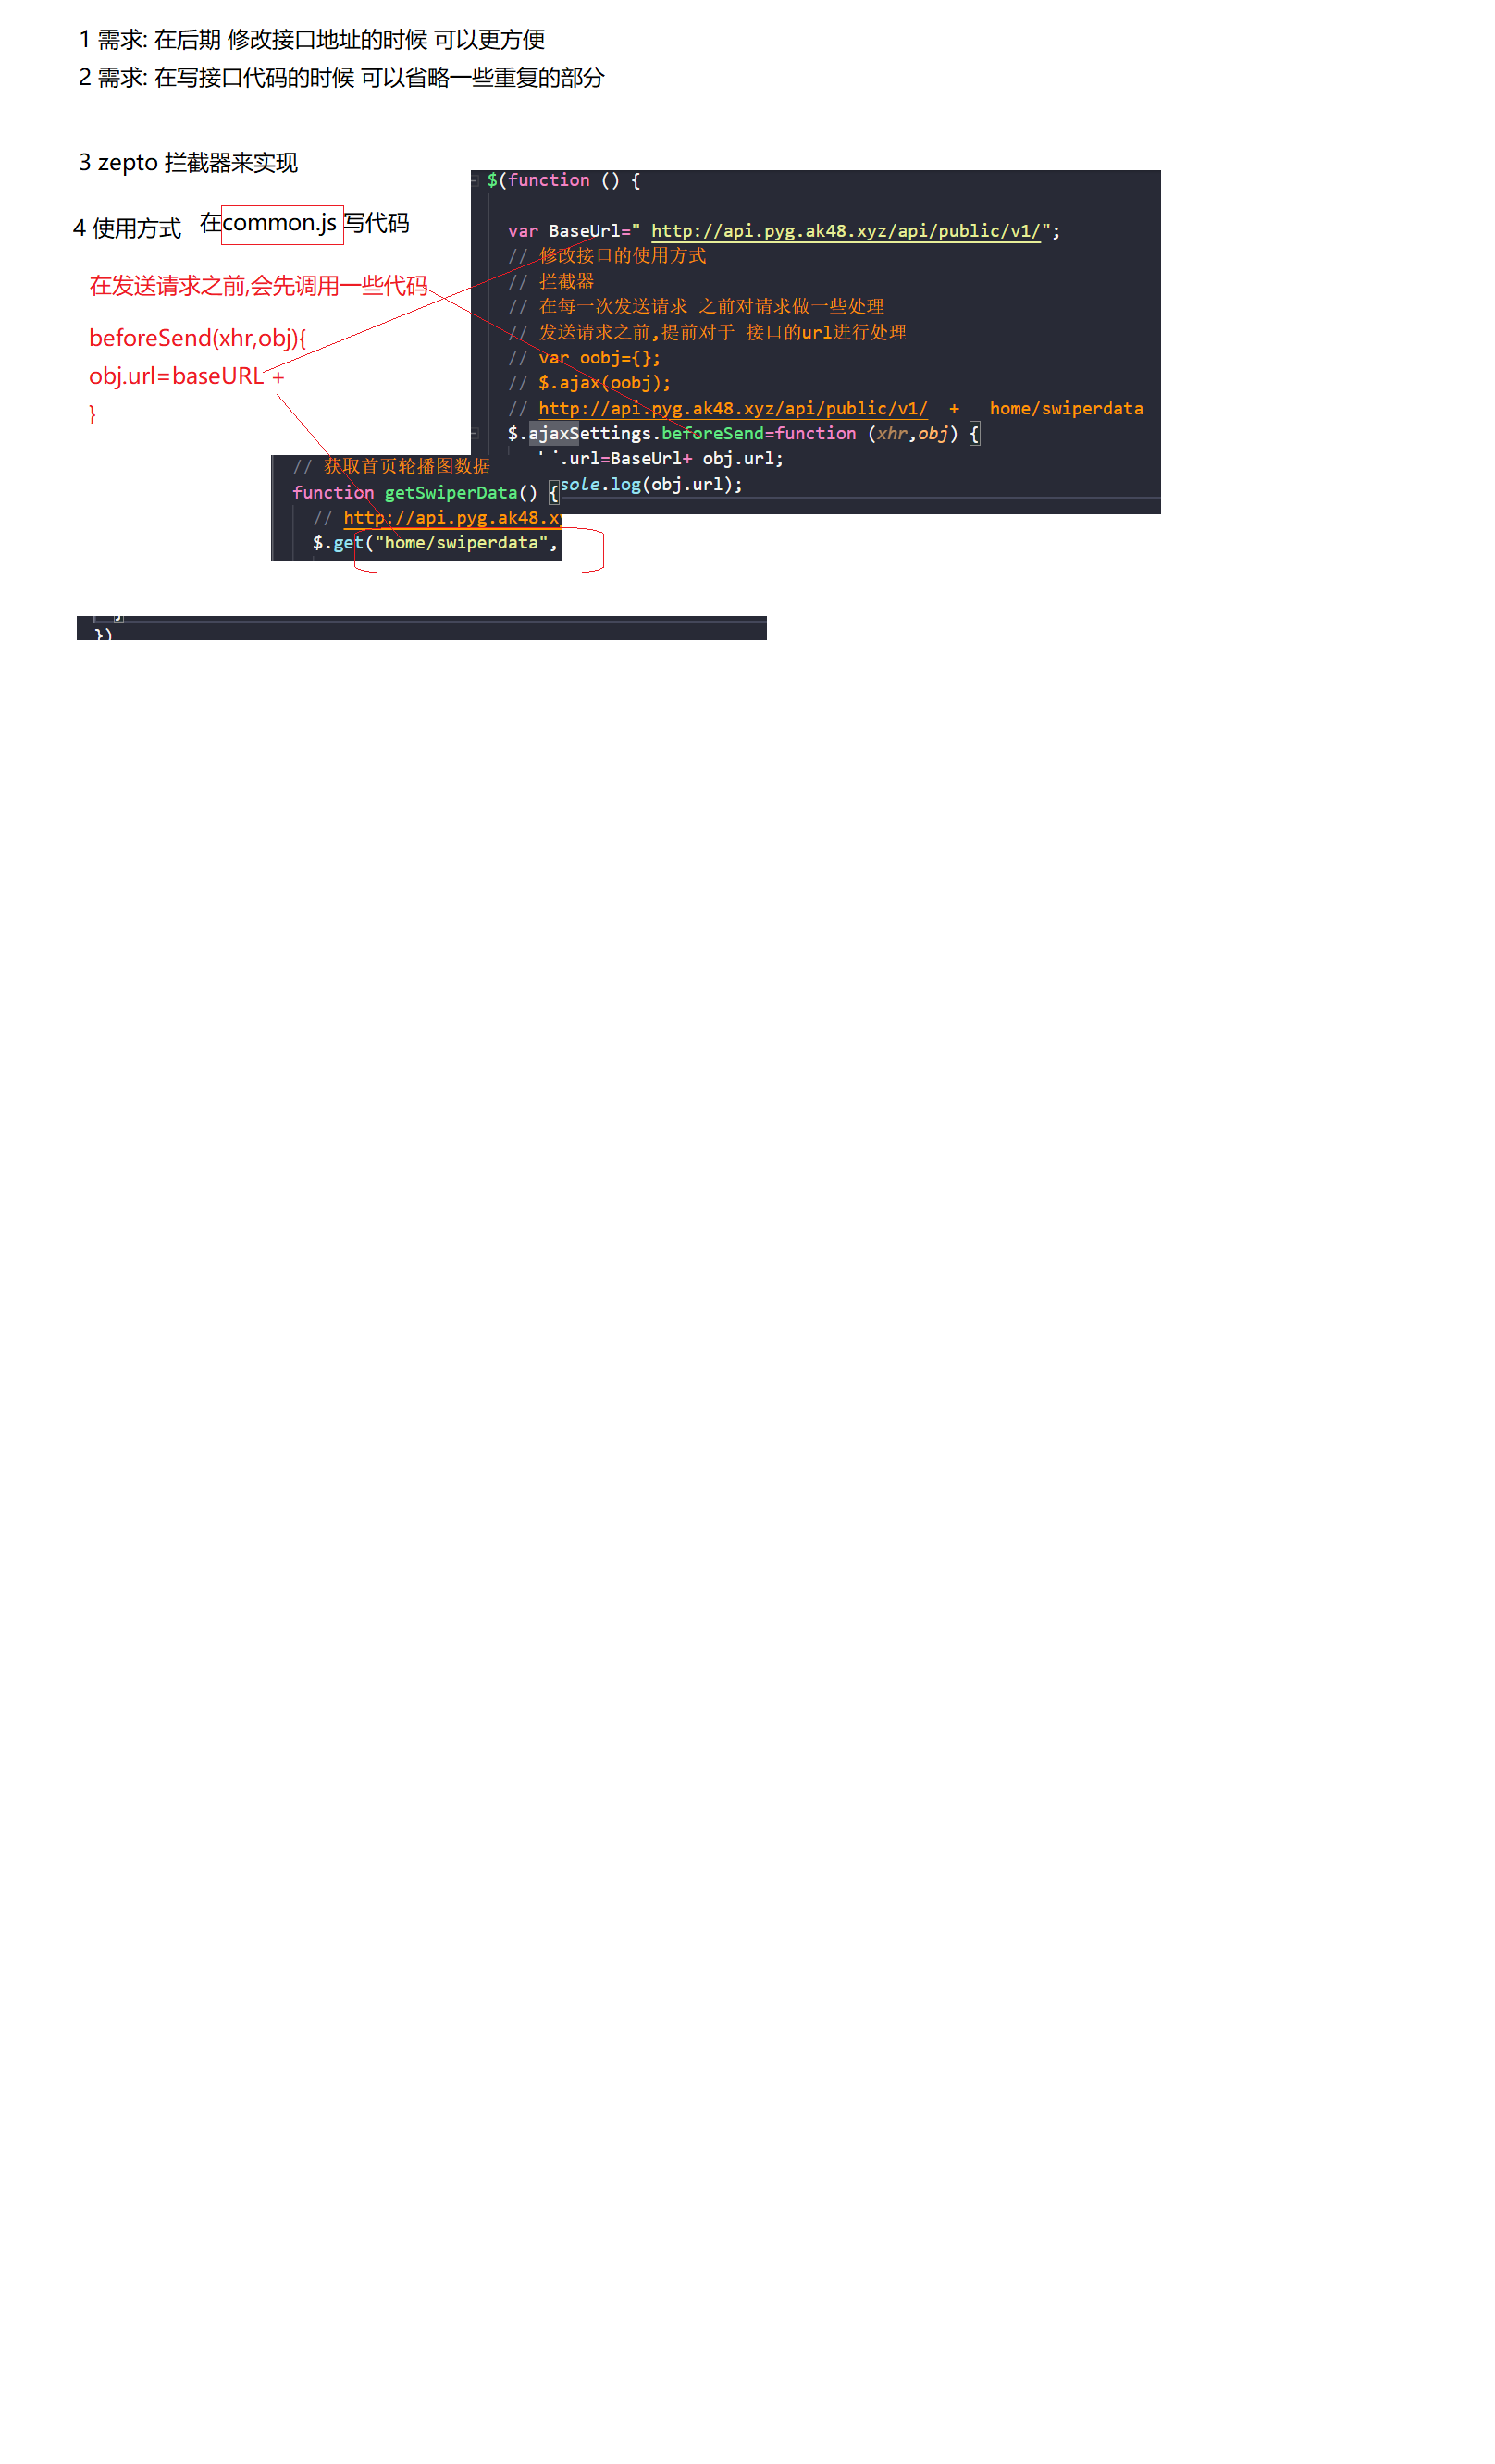 1 需求: 在后期 修改接口地址的时候 可以更方便
2 需求: 在写接口代码的时候 可以省略一些重复的部分
3 zepto 拦截器来实现
4 使用方式 在common.js 写代码
在发送请求之前,会先调用一些代码
beforeSend(xhr,obj){
obj.url=baseURL +
}
$(function () {
var BaseUrl=" http://api.pyg.ak48.xyz/api/public/v1/";
// 修改接口的使用方式
// 拦截器
// 在每一次发送请求 之前对请求做一些处理
// 发送请求之前,提前对于 接口的url进行处理
// var oobj={};
// $.ajax(oobj);
// http://api.pyg.ak48.xyz/api/public/v1/ + home/swiperdata
$.ajaxSettings.beforeSend=function (xhr,obj) {
.url=BaseUrl+ obj.url;
sole.log(obj.url);
// 获取首页轮播图数据
function getSwiperData() {
// http://api.pyg.ak48.x
$.get("home/swiperdata",
})